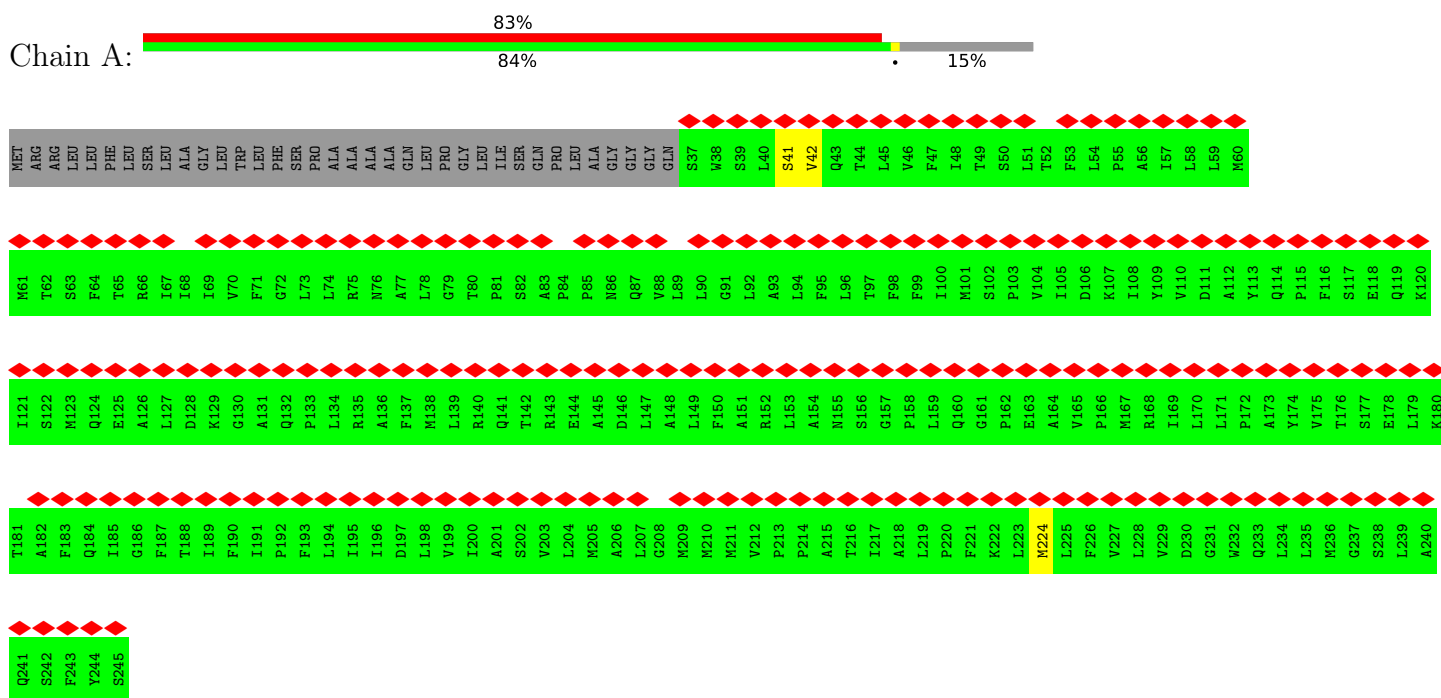 83%
Chain A:
84% • 15%
MET ARG ARG LEU LEU PHE LEU SER LEU ALA GLY LEU TRP LEU PHE SER PRO ALA ALA ALA ALA GLN LEU PRO GLY LEU ILE SER GLN PRO LEU ALA GLY GLY GLY GLN S37 W38 S39 L40 S41 V42 Q43 T44 L45 V46 F47 I48 T49 S50 L51 T52 F53 L54 P55 A56 I57 L58 L59 M60
M61 T62 S63 F64 T65 R66 I67 I68 I69 V70 F71 G72 L73 L74 R75 N76 A77 L78 G79 T80 P81 S82 A83 P84 P85 N86 Q87 V88 L89 L90 G91 L92 A93 L94 F95 L96 T97 F98 F99 I100 M101 S102 P103 V104 I105 D106 K107 I108 Y109 V110 D111 A112 Y113 Q114 P115 F116 S117 E118 Q119 K120
I121 S122 M123 Q124 E125 A126 L127 D128 K129 G130 A131 Q132 P133 L134 R135 A136 F137 M138 L139 R140 Q141 T142 R143 E144 A145 D146 L147 A148 L149 F150 A151 R152 L153 A154 N155 S156 G157 P158 L159 Q160 G161 P162 E163 A164 V165 P166 M167 R168 I169 L170 L171 P172 A173 Y174 V175 T176 S177 E178 L179 K180
T181 A182 F183 Q184 I185 G186 F187 T188 I189 F190 I191 P192 F193 L194 I195 I196 D197 L198 V199 I200 A201 S202 V203 L204 M205 A206 L207 G208 M209 M210 M211 V212 P213 P214 A215 T216 I217 A218 L219 P220 F221 K222 L223 M224 L225 F226 V227 L228 V229 D230 G231 W232 Q233 L234 L235 M236 G237 S238 L239 A240
Q241 S242 F243 Y244 S245